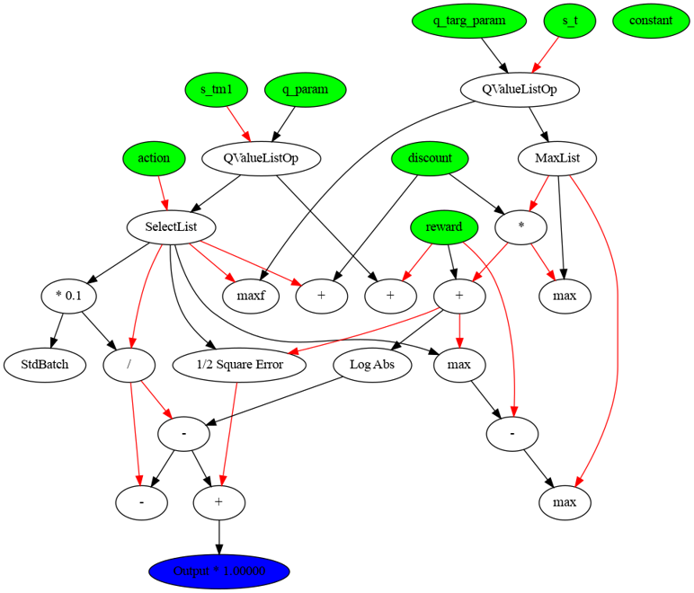 q_targ_param
s_t
constant
s_tm1
q_param
QValueListOp
action
QValueListOp
discount
MaxList
SelectList
reward
*
* 0.1
maxf
+
+
+
max
StdBatch
/
1/2 Square Error
Log Abs
max
-
-
-
+
max
Output * 1.00000